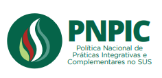 PNPIC
Política Nacional de
Práticas Integrativas e
Complementares no SUS